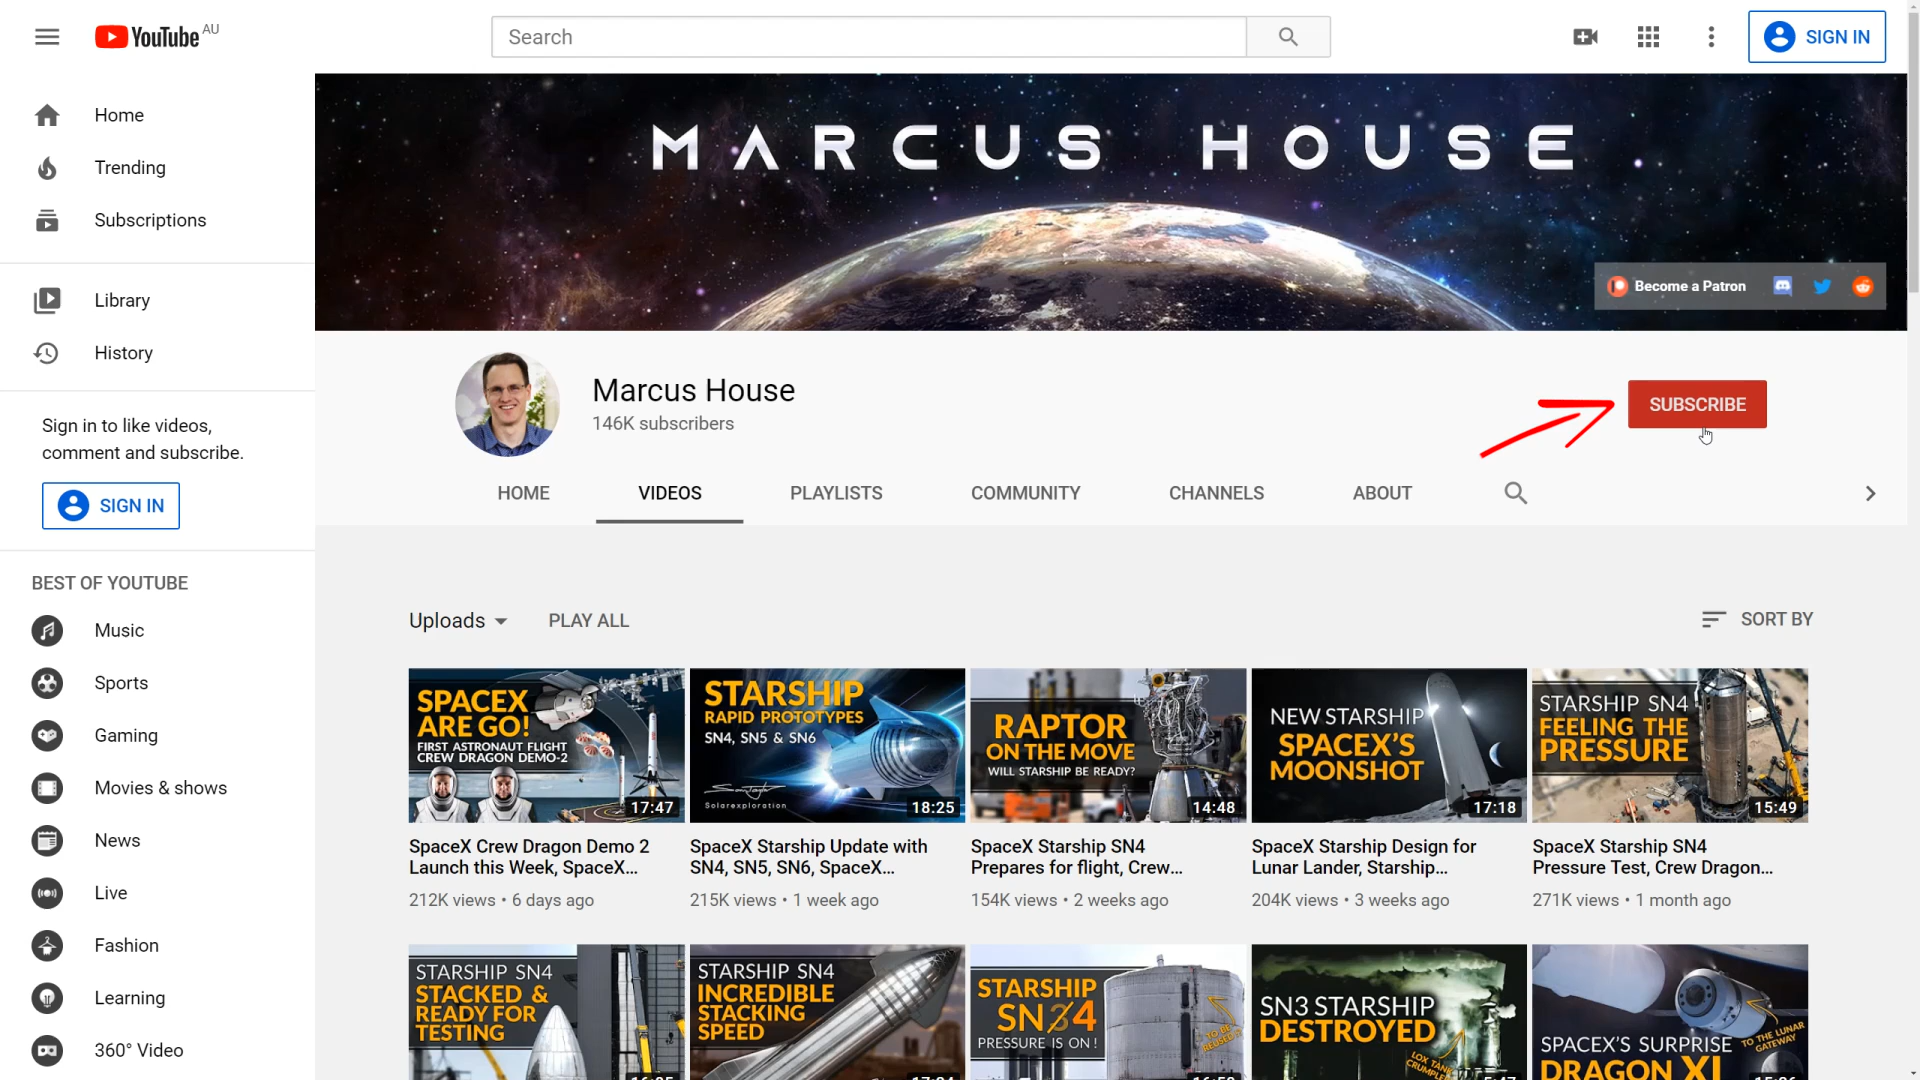 YouTube AU
Search
SIGN IN
Home
Trending
Subscriptions
Library
History
Sign in to like videos,
comment and subscribe.
SIGN IN
BEST OF YOUTUBE
Music
Sports
Gaming
Movies & shows
News
Live
Fashion
Learning
360° Video
MARCUS HOUSE
Become a Patron
Marcus House
146K subscribers
SUBSCRIBE
HOME
VIDEOS
PLAYLISTS
COMMUNITY
CHANNELS
ABOUT
Uploads
PLAY ALL
SORT BY
SPACEX
ARE GO!
FIRST ASTRONAUT FLIGHT
CREW DRAGON DEMO-2
17:47
SpaceX Crew Dragon Demo 2
Launch this Week, SpaceX...
212K views • 6 days ago
STARSHIP
RAPID PROTOTYPES
SN4, SN5 & SN6
Solarexploration
18:25
SpaceX Starship Update with
SN4, SN5, SN6, SpaceX...
215K views • 1 week ago
RAPTOR
ON THE MOVE
WILL STARSHIP BE READY?
14:48
SpaceX Starship SN4
Prepares for flight, Crew...
154K views • 2 weeks ago
NEW STARSHIP
SPACEX'S
MOONSHOT
17:18
SpaceX Starship Design for
Lunar Lander, Starship...
204K views • 3 weeks ago
STARSHIP SN4
FEELING THE
PRESSURE
15:49
SpaceX Starship SN4
Pressure Test, Crew Dragon...
271K views • 1 month ago
STARSHIP SN4
STACKED &
READY FOR
TESTING
STARSHIP SN4
INCREDIBLE
STACKING
SPEED
STARSHIP
SN34
PRESSURE IS ON!
TO BE
REUSED!
SN3 STARSHIP
DESTROYED
LOX TANK
CRUMPLE
SPACEX'S SURPRISE
DRAGON XL
TO THE LUNAR
GATEWAY